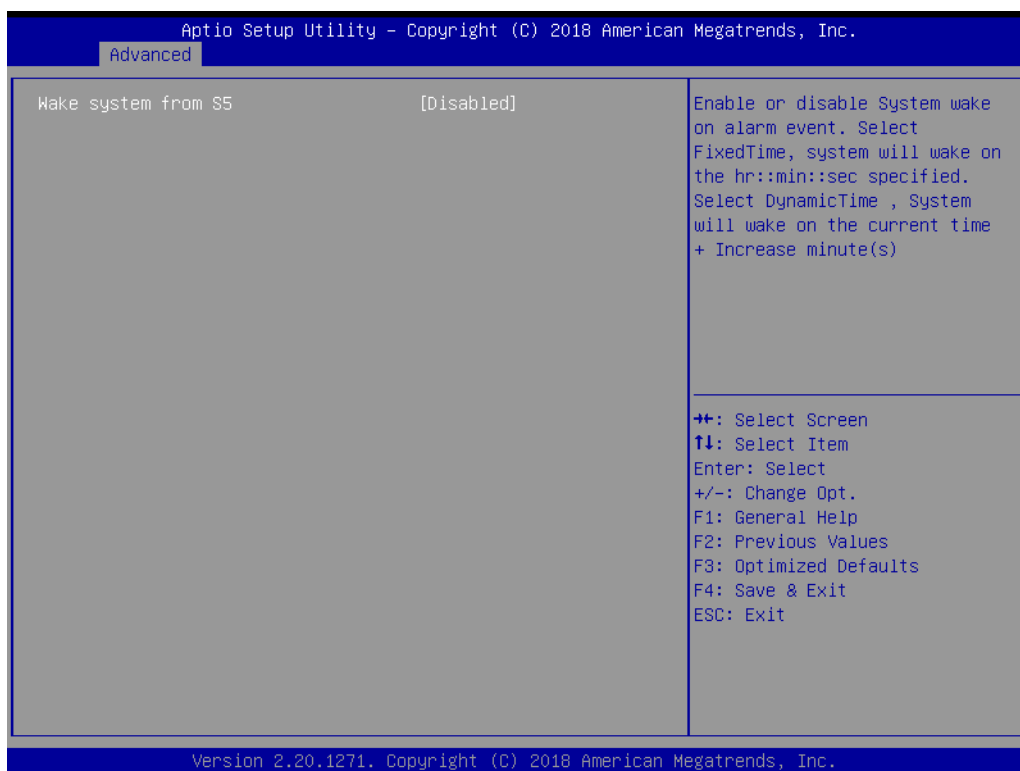 Aptio Setup Utility – Copyright (C) 2018 American Megatrends, Inc.
Advanced
Wake system from S5 [Disabled]
Enable or disable System wake
on alarm event. Select
FixedTime, system will wake on
the hr::min::sec specified.
Select DynamicTime , System
will wake on the current time
+ Increase minute(s)
→←: Select Screen
↑↓: Select Item
Enter: Select
+/-: Change Opt.
F1: General Help
F2: Previous Values
F3: Optimized Defaults
F4: Save & Exit
ESC: Exit
Version 2.20.1271. Copyright (C) 2018 American Megatrends, Inc.